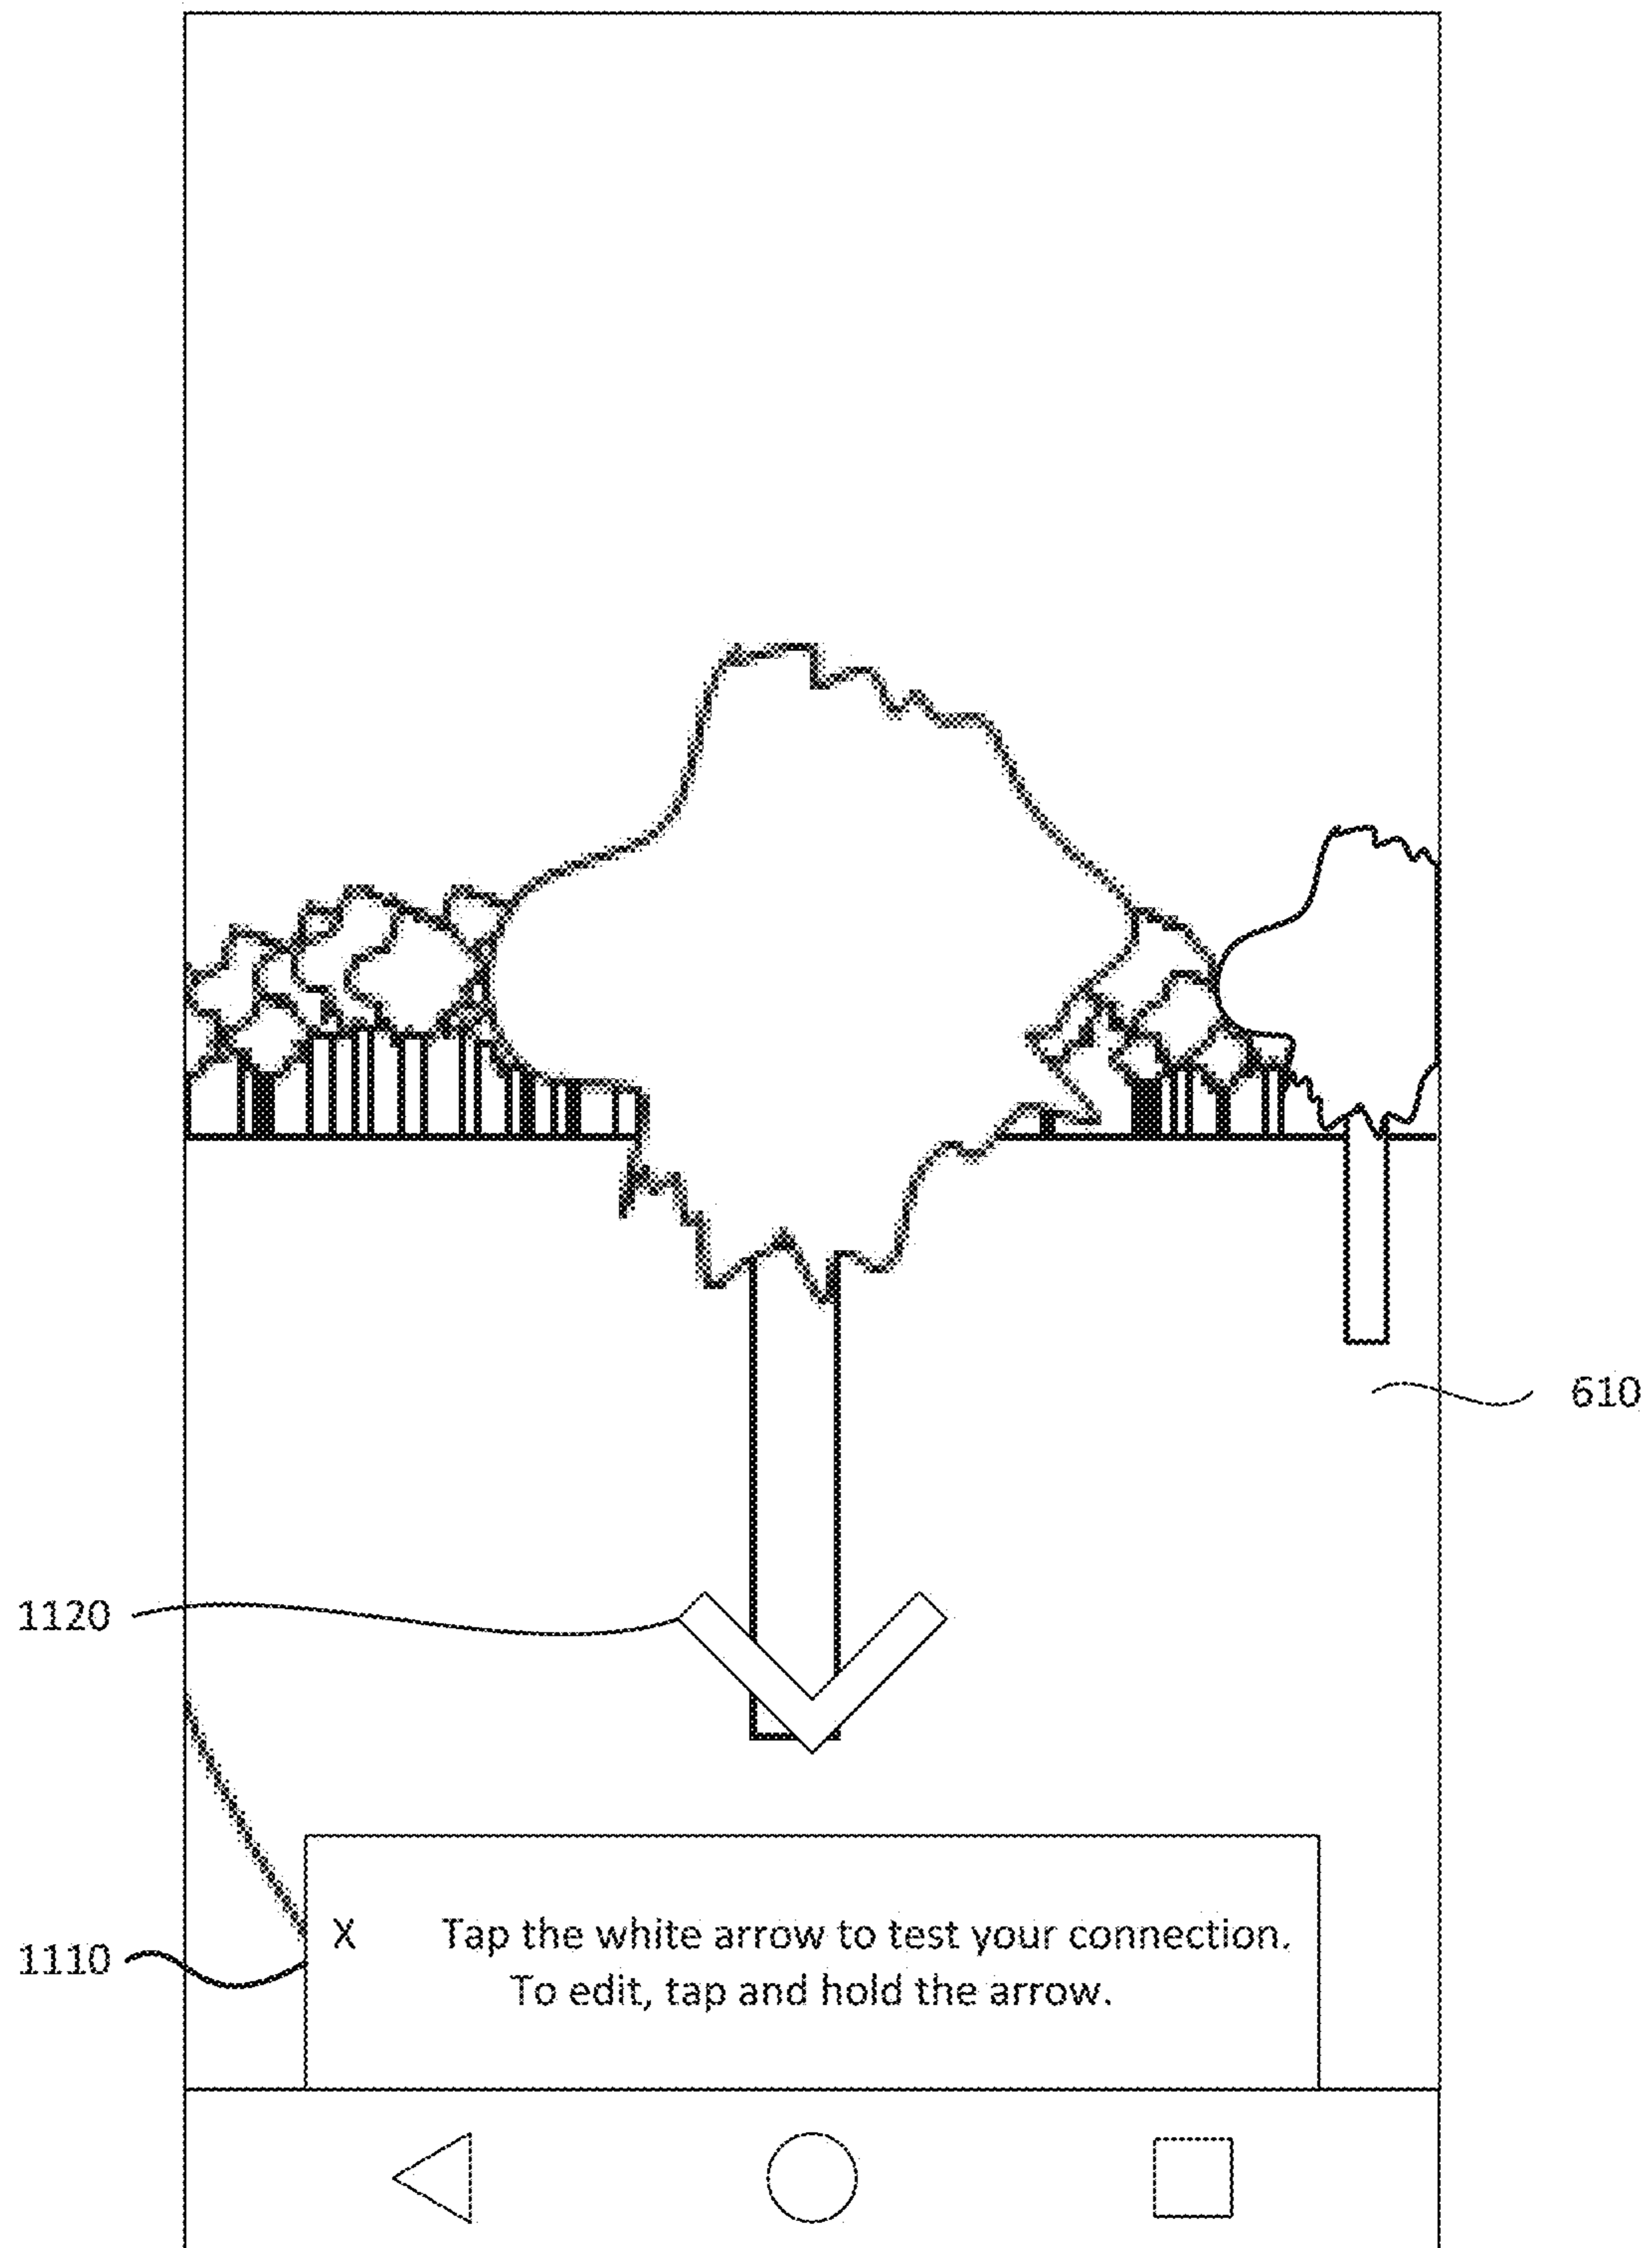 610
1120
1110
X Tap the white arrow to test your connection.
To edit, tap and hold the arrow.